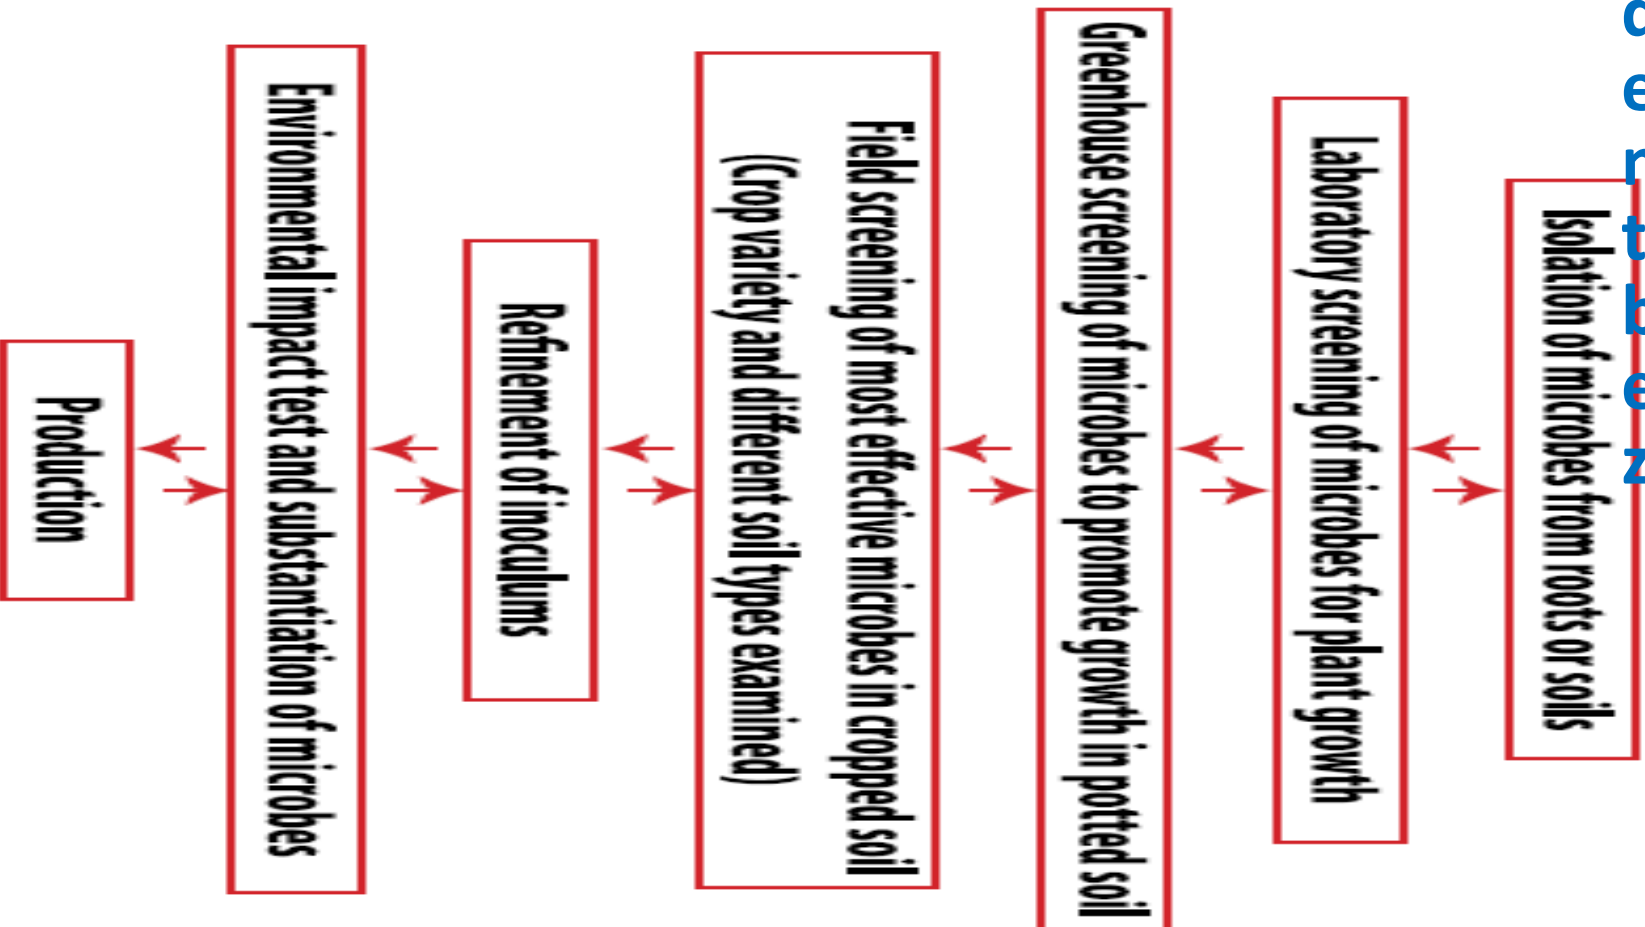 Isolation of microbes from roots or soils
Laboratory screening of microbes for plant growth
Greenhouse screening of microbes to promote growth in potted soil
Field screening of most effective microbes in cropped soil
(Crop variety and different soil types examined)
Refinement of inoculums
Environmental impact test and substantiation of microbes
Production